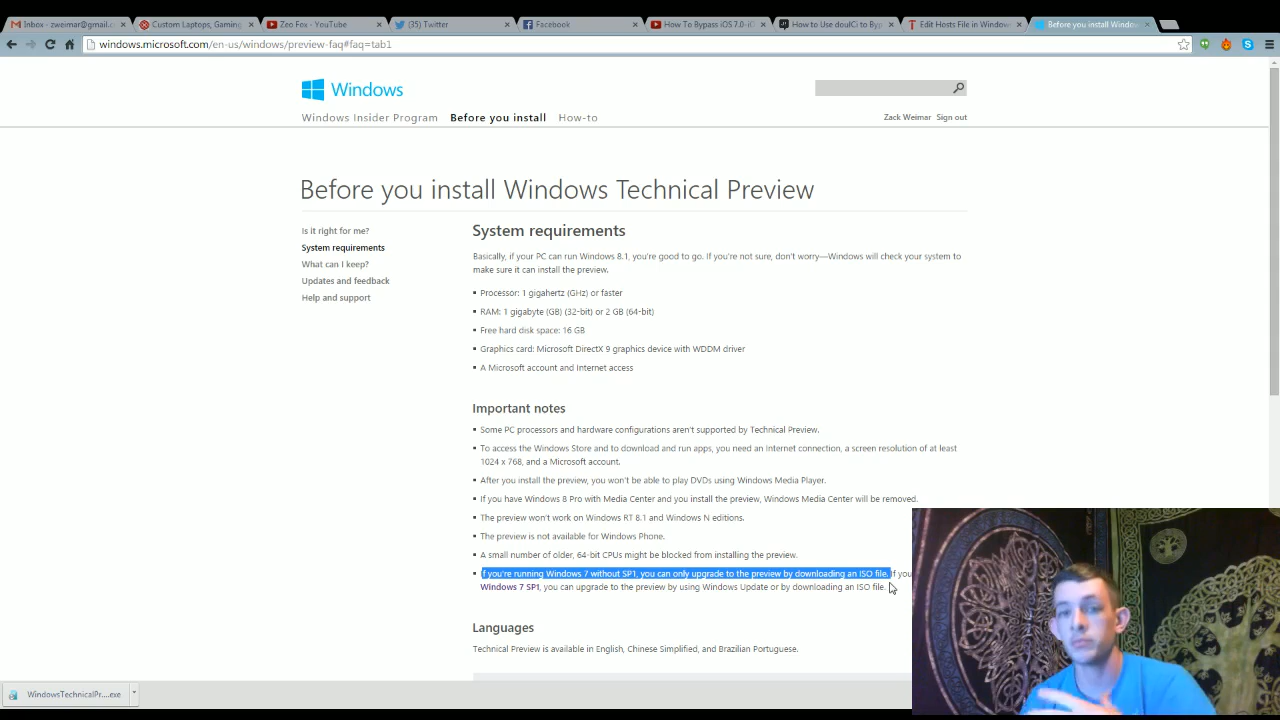 Inbox - zweimar@gmail.c
Custom Laptops, Gaming
Zeo Fox - YouTube
(35) Twitter
Facebook
How To Bypass iOS 7.0-iO
How to Use doulCi to Byp
Edit Hosts File in Window
Before you install Window
windows.microsoft.com/en-us/windows/preview-faq#faq=tab1
Windows
Windows Insider Program Before you install How-to
Zack Weimar Sign out
Before you install Windows Technical Preview
Is it right for me?
System requirements
What can I keep?
Updates and feedback
Help and support
System requirements
Basically, if your PC can run Windows 8.1, you're good to go. If you're not sure, don't worry—Windows will check your system to
make sure it can install the preview.
Processor: 1 gigahertz (GHz) or faster
RAM: 1 gigabyte (GB) (32-bit) or 2 GB (64-bit)
Free hard disk space: 16 GB
Graphics card: Microsoft DirectX 9 graphics device with WDDM driver
A Microsoft account and Internet access
Important notes
Some PC processors and hardware configurations aren't supported by Technical Preview.
To access the Windows Store and to download and run apps, you need an Internet connection, a screen resolution of at least
1024 x 768, and a Microsoft account.
After you install the preview, you won't be able to play DVDs using Windows Media Player.
If you have Windows 8 Pro with Media Center and you install the preview, Windows Media Center will be removed.
The preview won't work on Windows RT 8.1 and Windows N editions.
The preview is not available for Windows Phone.
A small number of older, 64-bit CPUs might be blocked from installing the preview.
If you're running Windows 7 without SP1, you can only upgrade to the preview by downloading an ISO file. If you
Windows 7 SP1, you can upgrade to the preview by using Windows Update or by downloading an ISO file.
Languages
Technical Preview is available in English, Chinese Simplified, and Brazilian Portuguese.
WindowsTechnicalPr....exe